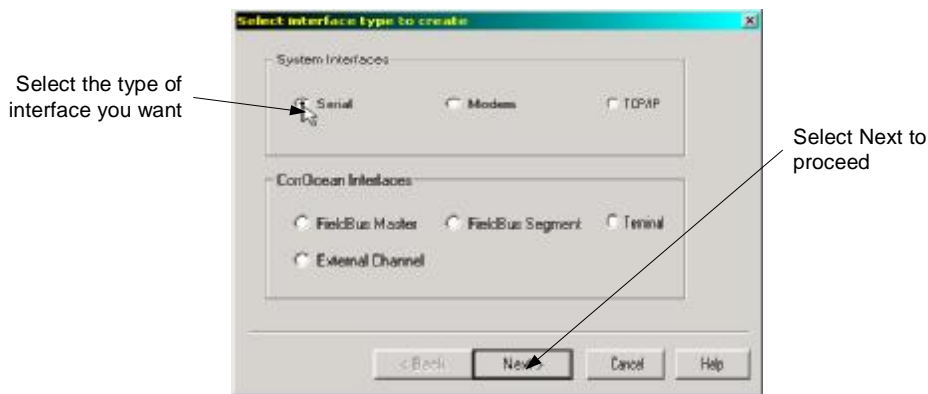 Select interface type to create
System Interfaces
Select the type of
interface you want
Serial
Modem
TCP/IP
Select Next to
proceed
ConOcean Interfaces
FieldBus Master
FieldBus Segment
Terminal
External Channel
< Back
Next >
Cancel
Help